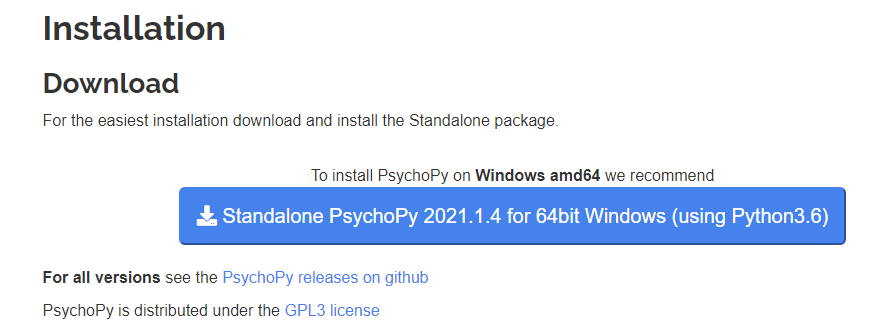 Installation
Download
For the easiest installation download and install the Standalone package.
To install PsychoPy on Windows amd64 we recommend
Standalone PsychoPy 2021.1.4 for 64bit Windows (using Python3.6)
For all versions see the PsychoPy releases on github
PsychoPy is distributed under the GPL3 license